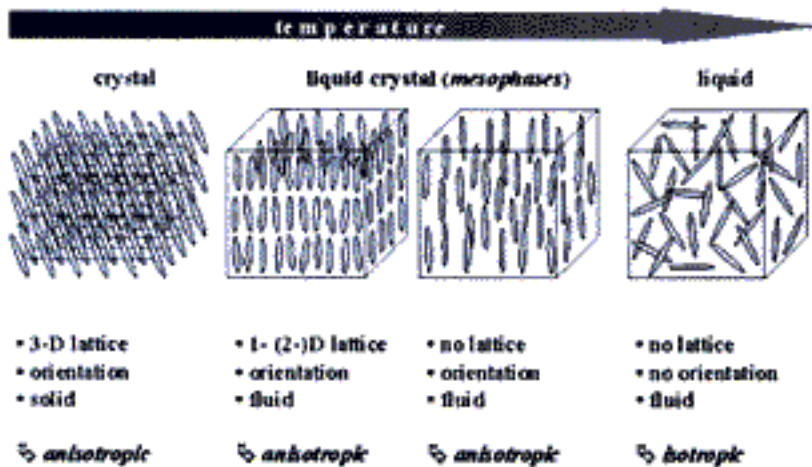 temperature
crystal
liquid crystal (mesophases)
liquid
• 3-D lattice
• orientation
• solid
anisotropic
• 1- (2-)D lattice
• orientation
• fluid
anisotropic
• no lattice
• orientation
• fluid
anisotropic
• no lattice
• no orientation
• fluid
isotropic